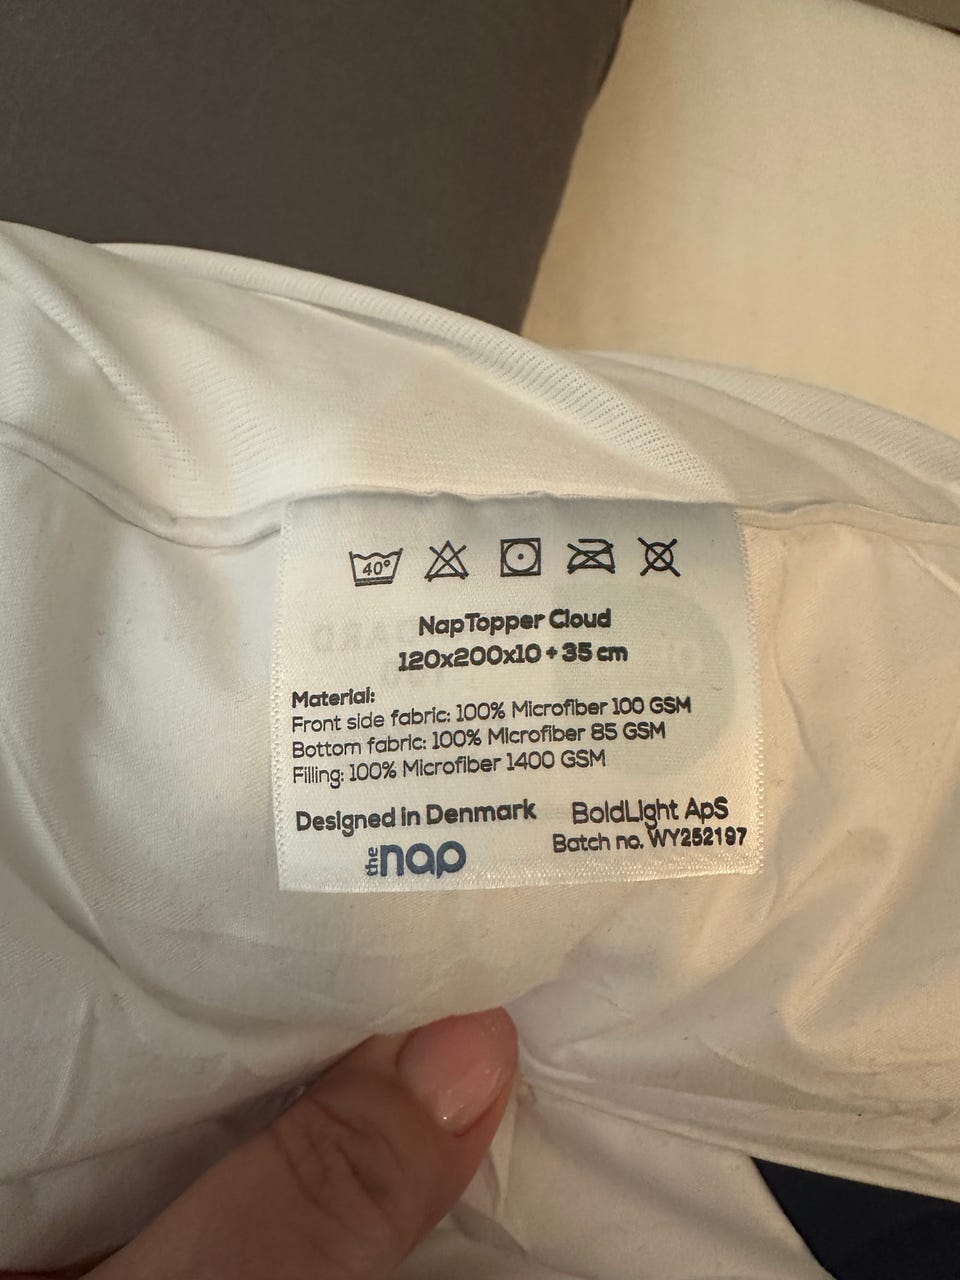 40°
NapTopper Cloud
120x200x10 + 35 cm
Material:
Front side fabric: 100% Microfiber 100 GSM
Bottom fabric: 100% Microfiber 85 GSM
Filling: 100% Microfiber 1400 GSM
Designed in Denmark
the nap
BoldLight ApS
Batch no. WY252197